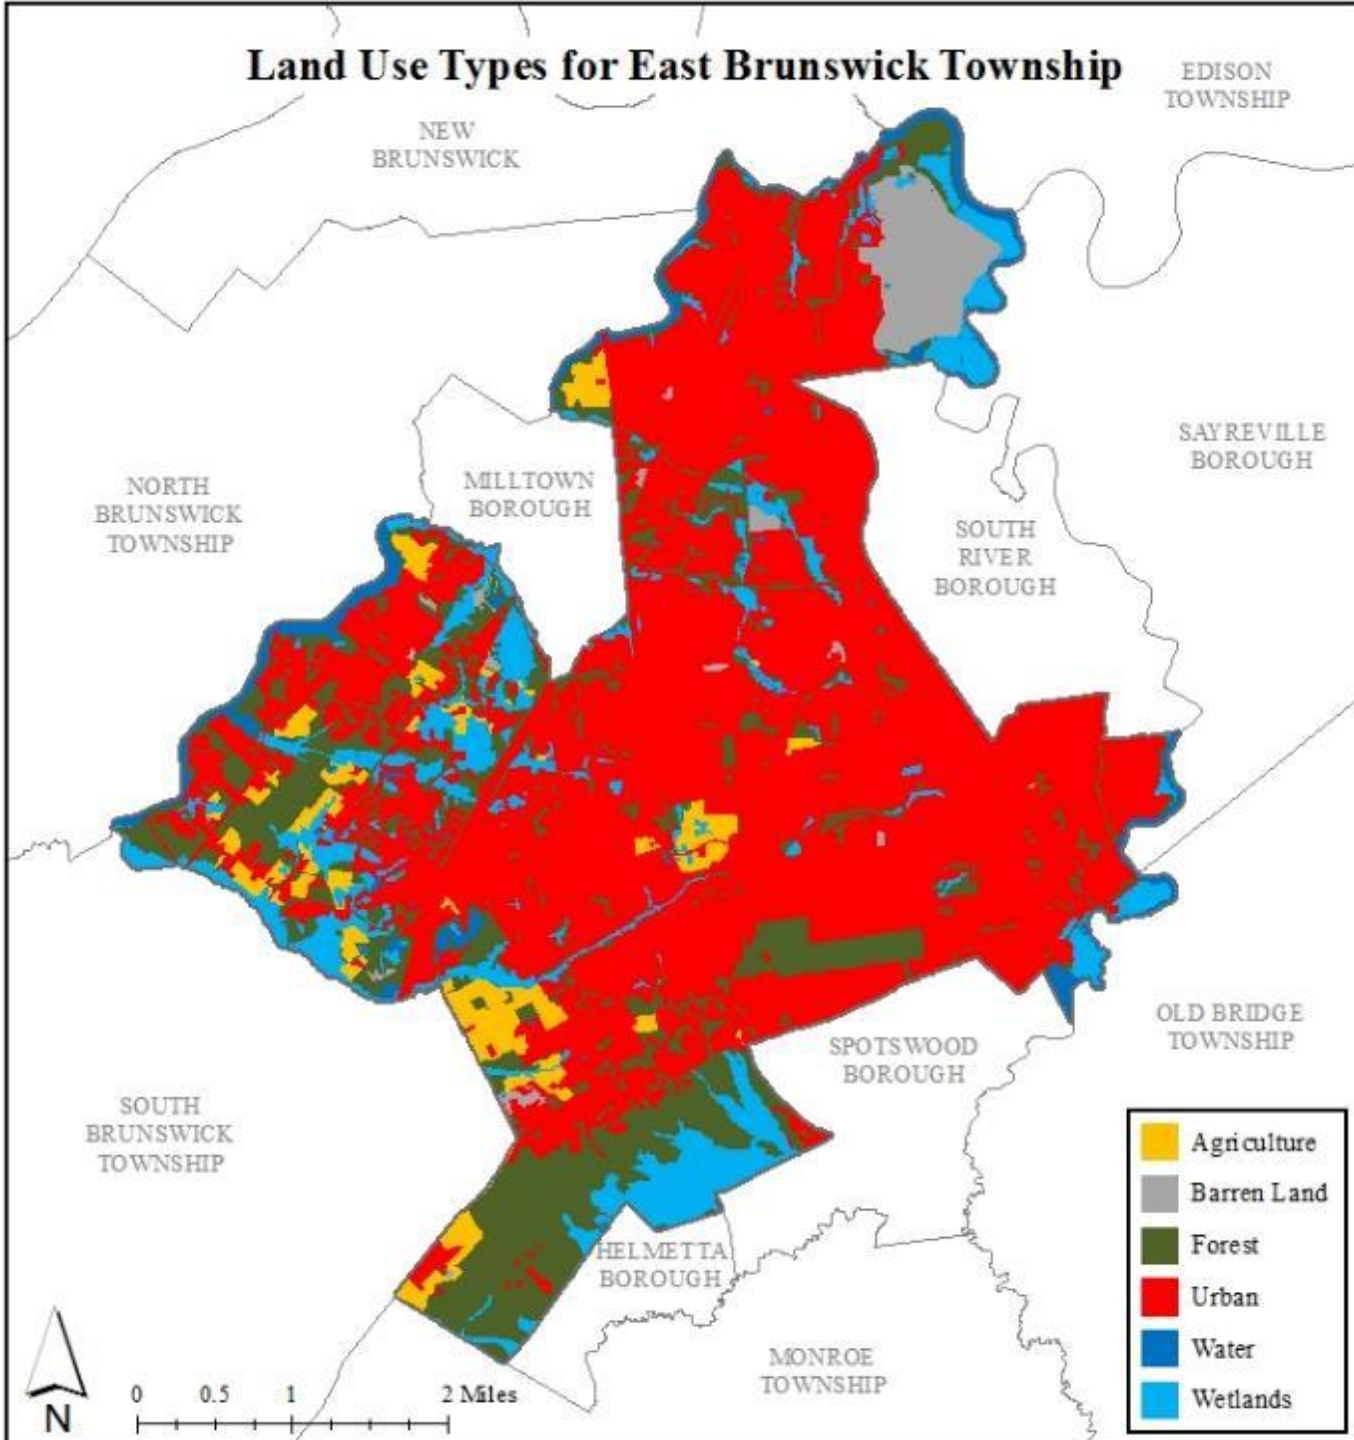 Land Use Types for East Brunswick Township
EDISON
TOWNSHIP
NEW
BRUNSWICK
SAYREVILLE
BOROUGH
MILLTOWN
BOROUGH
NORTH
BRUNSWICK
TOWNSHIP
SOUTH
RIVER
BOROUGH
OLD BRIDGE
TOWNSHIP
SPOTSWOOD
BOROUGH
SOUTH
BRUNSWICK
TOWNSHIP
HELMETTA
BOROUGH
MONROE
TOWNSHIP
Agriculture
Barren Land
Forest
Urban
Water
Wetlands
N
0 0.5 1 2 Miles